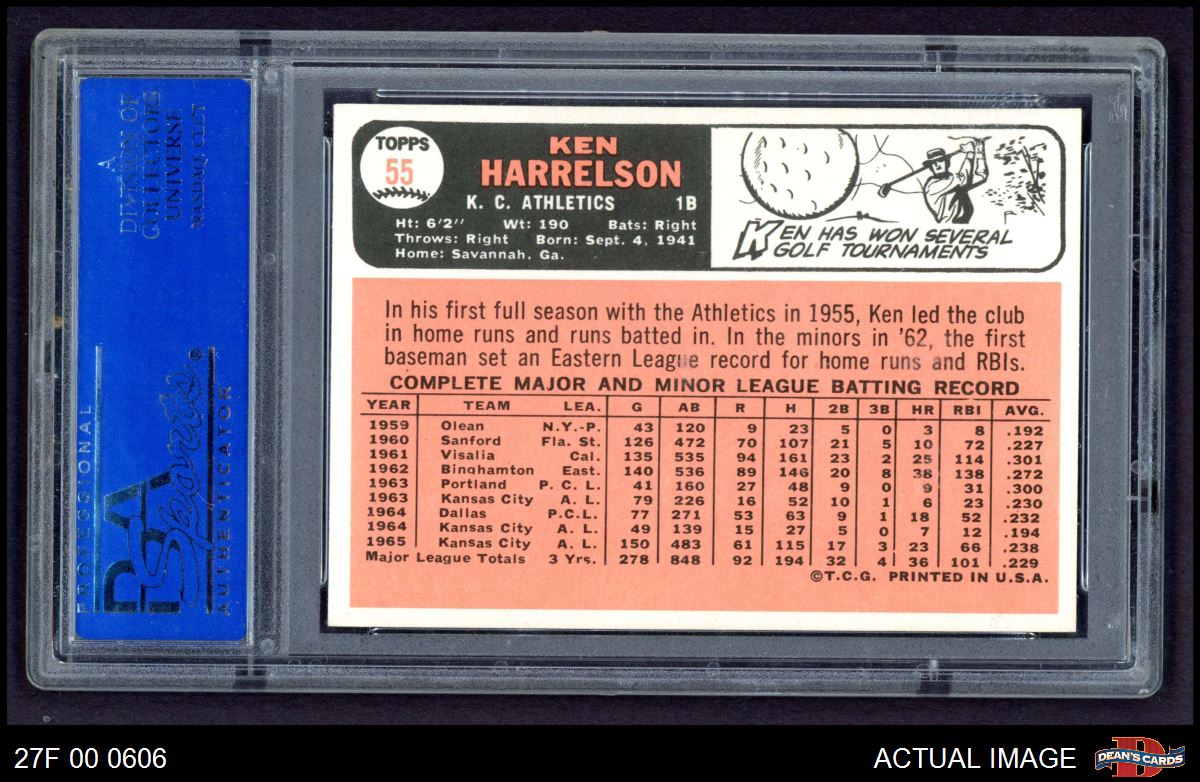 A
DIVISION OF
COLLECTORS
UNIVERSE
NASDAQ: CLCT
PROFESSIONAL
PSA
Sports®
AUTHENTICATOR
TOPPS
55
KEN
HARRELSON
K. C. ATHLETICS 1B
Ht: 6'2" Wt: 190 Bats: Right
Throws: Right Born: Sept. 4, 1941
Home: Savannah, Ga.
KEN HAS WON SEVERAL
GOLF TOURNAMENTS
In his first full season with the Athletics in 1955, Ken led the club
in home runs and runs batted in. In the minors in '62, the first
baseman set an Eastern League record for home runs and RBIs.
COMPLETE MAJOR AND MINOR LEAGUE BATTING RECORD
YEAR TEAM LEA. G AB R H 2B 3B HR RBI AVG.
1959 Olean N.Y.-P. 43 120 9 23 5 0 3 8 .192
1960 Sanford Fla. St. 126 472 70 107 21 5 10 72 .227
1961 Visalia Cal. 135 535 94 161 23 2 25 114 .301
1962 Binghamton East. 140 536 89 146 20 8 38 138 .272
1963 Portland P. C. L. 41 160 27 48 9 0 9 31 .300
1963 Kansas City A. L. 79 226 16 52 10 1 6 23 .230
1964 Dallas P.C.L. 77 271 53 63 9 1 18 52 .232
1964 Kansas City A. L. 49 139 15 27 5 0 7 12 .194
1965 Kansas City A. L. 150 483 61 115 17 3 23 66 .238
Major League Totals 3 Yrs. 278 848 92 194 32 4 36 101 .229
©T.C.G. PRINTED IN U.S.A.
27F 00 0606
ACTUAL IMAGE
DEAN'S CARDS